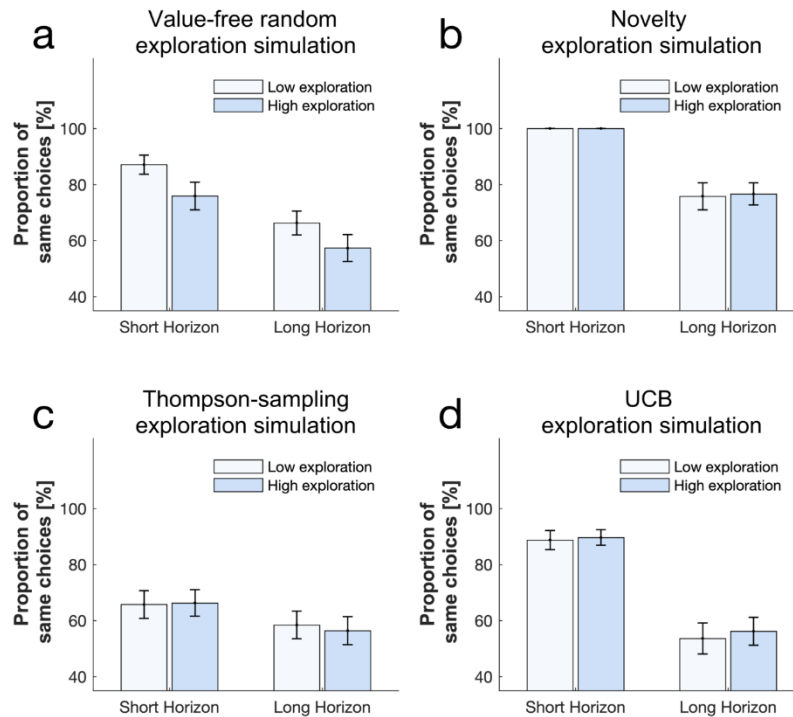 a
Value-free random
exploration simulation
Low exploration
High exploration
Proportion of
same choices [%]
100
80
60
40
Short Horizon
Long Horizon
b
Novelty
exploration simulation
Low exploration
High exploration
Proportion of
same choices [%]
100
80
60
40
Short Horizon
Long Horizon
c
Thompson-sampling
exploration simulation
Low exploration
High exploration
Proportion of
same choices [%]
100
80
60
40
Short Horizon
Long Horizon
d
UCB
exploration simulation
Low exploration
High exploration
Proportion of
same choices [%]
100
80
60
40
Short Horizon
Long Horizon